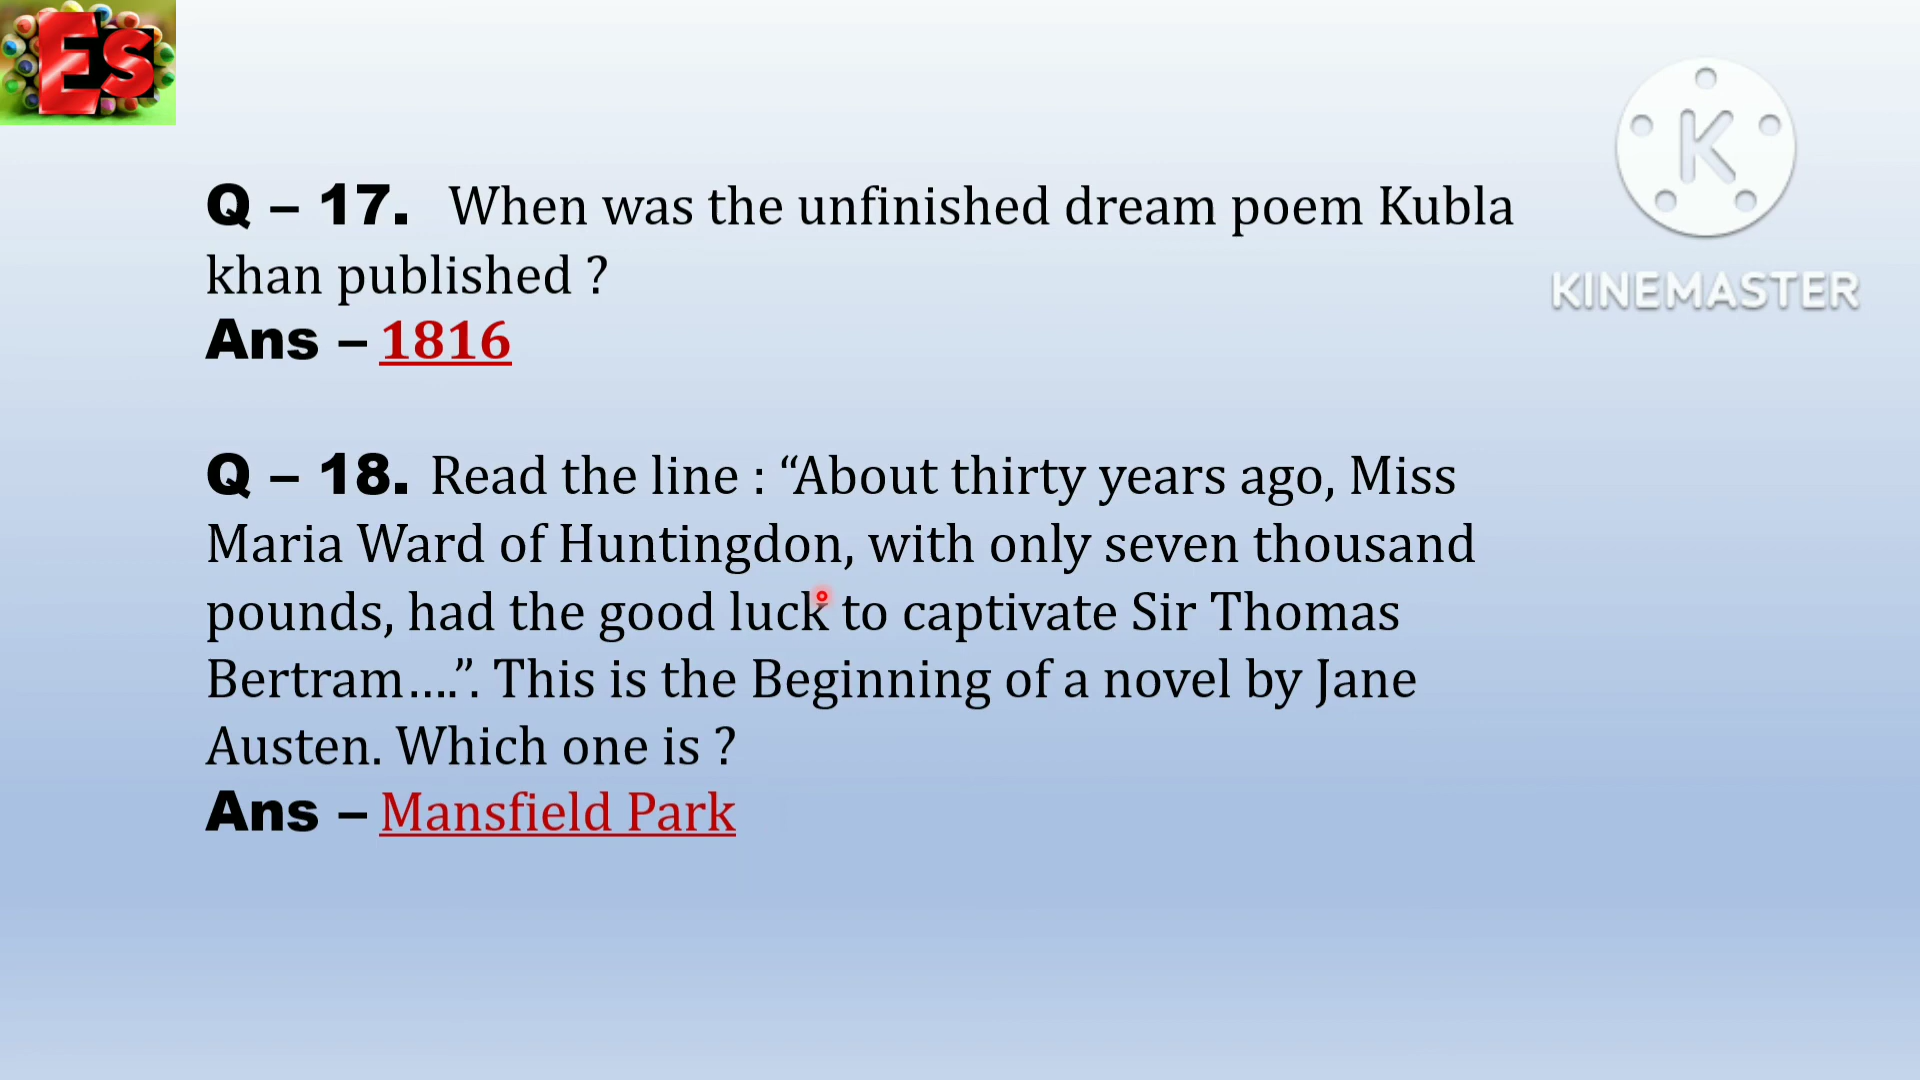 Es
K
KINEMASTER
Q – 17. When was the unfinished dream poem Kubla
khan published ?
Ans – 1816
Q – 18. Read the line : “About thirty years ago, Miss
Maria Ward of Huntingdon, with only seven thousand
pounds, had the good luck to captivate Sir Thomas
Bertram….”. This is the Beginning of a novel by Jane
Austen. Which one is ?
Ans – Mansfield Park